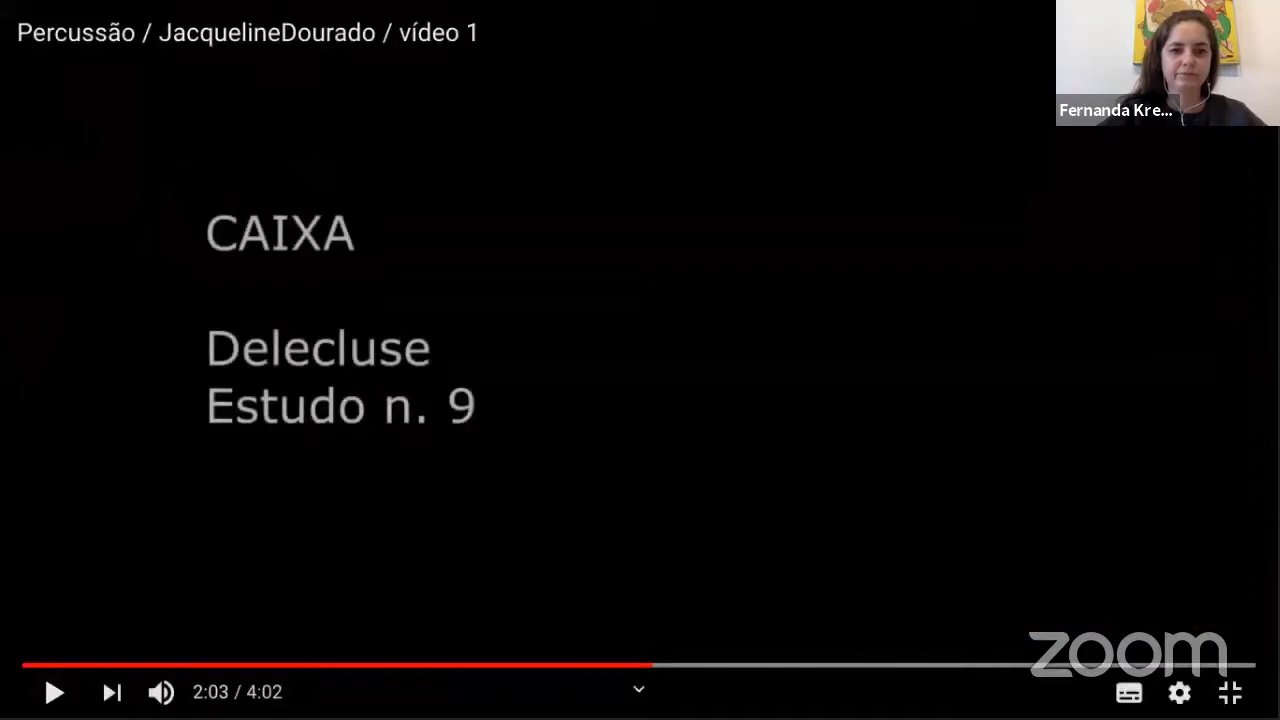 Percussão / JacquelineDourado / vídeo 1
Fernanda Kre...
CAIXA
Delecluse
Estudo n. 9
zoom
2:03 / 4:02